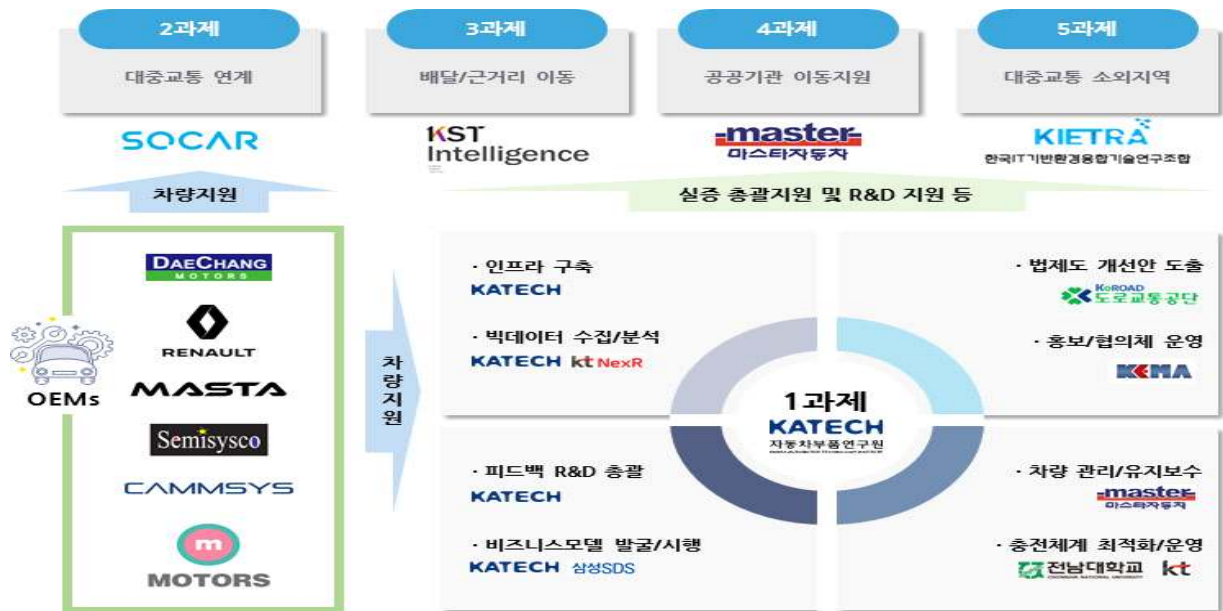 2과제
대중교통 연계
3과제
배달/근거리 이동
4과제
공공기관 이동지원
5과제
대중교통 소외지역
SOCAR
KST
Intelligence
master
마스타자동차
KIETRA
한국IT기반환경융합기술연구조합
차량지원
실증 총괄지원 및 R&D 지원 등
OEMs
DAECHANG
MOTORS
RENAULT
MASTA
Semisysco
CAMMSYS
m
MOTORS
차량지원
· 인프라 구축
KATECH
· 빅데이터 수집/분석
KATECH kt NexR
· 법제도 개선안 도출
KoROAD
도로교통공단
· 홍보/협의체 운영
KEMA
1과제
KATECH
자동차부품연구원
· 피드백 R&D 총괄
KATECH
· 비즈니스모델 발굴/시행
KATECH 삼성SDS
· 차량 관리/유지보수
master
마스타자동차
· 충전체계 최적화/운영
전남대학교 kt
CHONNAM NATIONAL UNIVERSITY